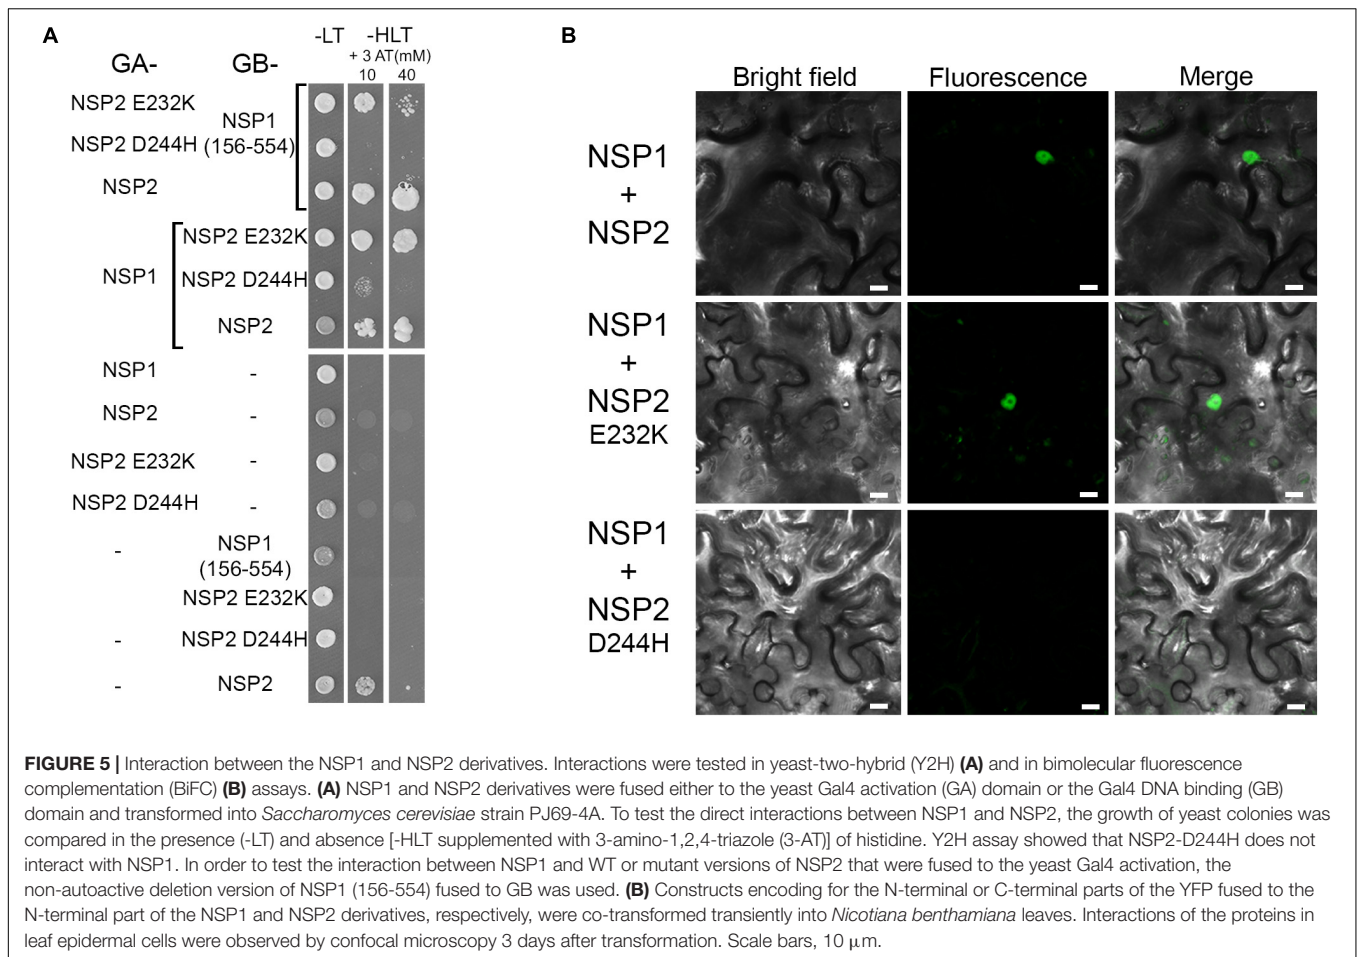 A
-LT -HLT
+ 3 AT(mM)
GA- GB- 10 40
NSP2 E232K
NSP1
NSP2 D244H (156-554)
NSP2
NSP2 E232K
NSP1 NSP2 D244H
NSP2
NSP1 -
NSP2 -
NSP2 E232K -
NSP2 D244H -
- NSP1
(156-554)
NSP2 E232K
- NSP2 D244H
- NSP2
B
Bright field Fluorescence Merge
NSP1
+
NSP2
NSP1
+
NSP2
E232K
NSP1
+
NSP2
D244H
FIGURE 5 | Interaction between the NSP1 and NSP2 derivatives. Interactions were tested in yeast-two-hybrid (Y2H) (A) and in bimolecular fluorescence
complementation (BiFC) (B) assays. (A) NSP1 and NSP2 derivatives were fused either to the yeast Gal4 activation (GA) domain or the Gal4 DNA binding (GB)
domain and transformed into Saccharomyces cerevisiae strain PJ69-4A. To test the direct interactions between NSP1 and NSP2, the growth of yeast colonies was
compared in the presence (-LT) and absence [-HLT supplemented with 3-amino-1,2,4-triazole (3-AT)] of histidine. Y2H assay showed that NSP2-D244H does not
interact with NSP1. In order to test the interaction between NSP1 and WT or mutant versions of NSP2 that were fused to the yeast Gal4 activation, the
non-autoactive deletion version of NSP1 (156-554) fused to GB was used. (B) Constructs encoding for the N-terminal or C-terminal parts of the YFP fused to the
N-terminal part of the NSP1 and NSP2 derivatives, respectively, were co-transformed transiently into Nicotiana benthamiana leaves. Interactions of the proteins in
leaf epidermal cells were observed by confocal microscopy 3 days after transformation. Scale bars, 10 μm.